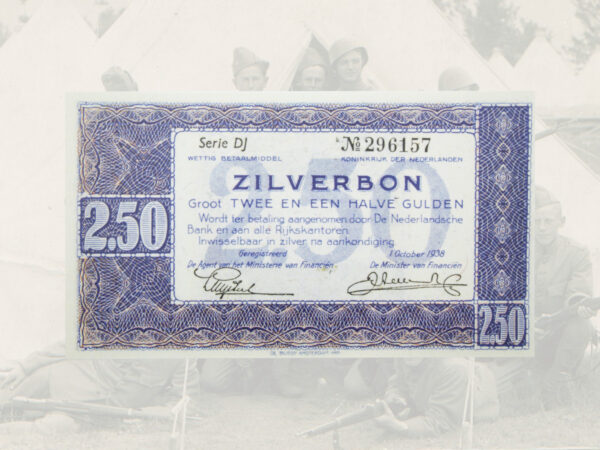 Serie DJ № 296157
WETTIG BETAALMIDDEL KONINKRIJK DER NEDERLANDEN
ZILVERBON
Groot TWEE EN EEN HALVE GULDEN
Wordt ter betaling aangenomen door De Nederlandsche
Bank en aan alle Rijkskantoren.
Inwisselbaar in zilver na aankondiging.
Geregistreerd 1 October 1938
De Agent van het Ministerie van Financiën De Minister van Financiën
2.50
2.50
2.50